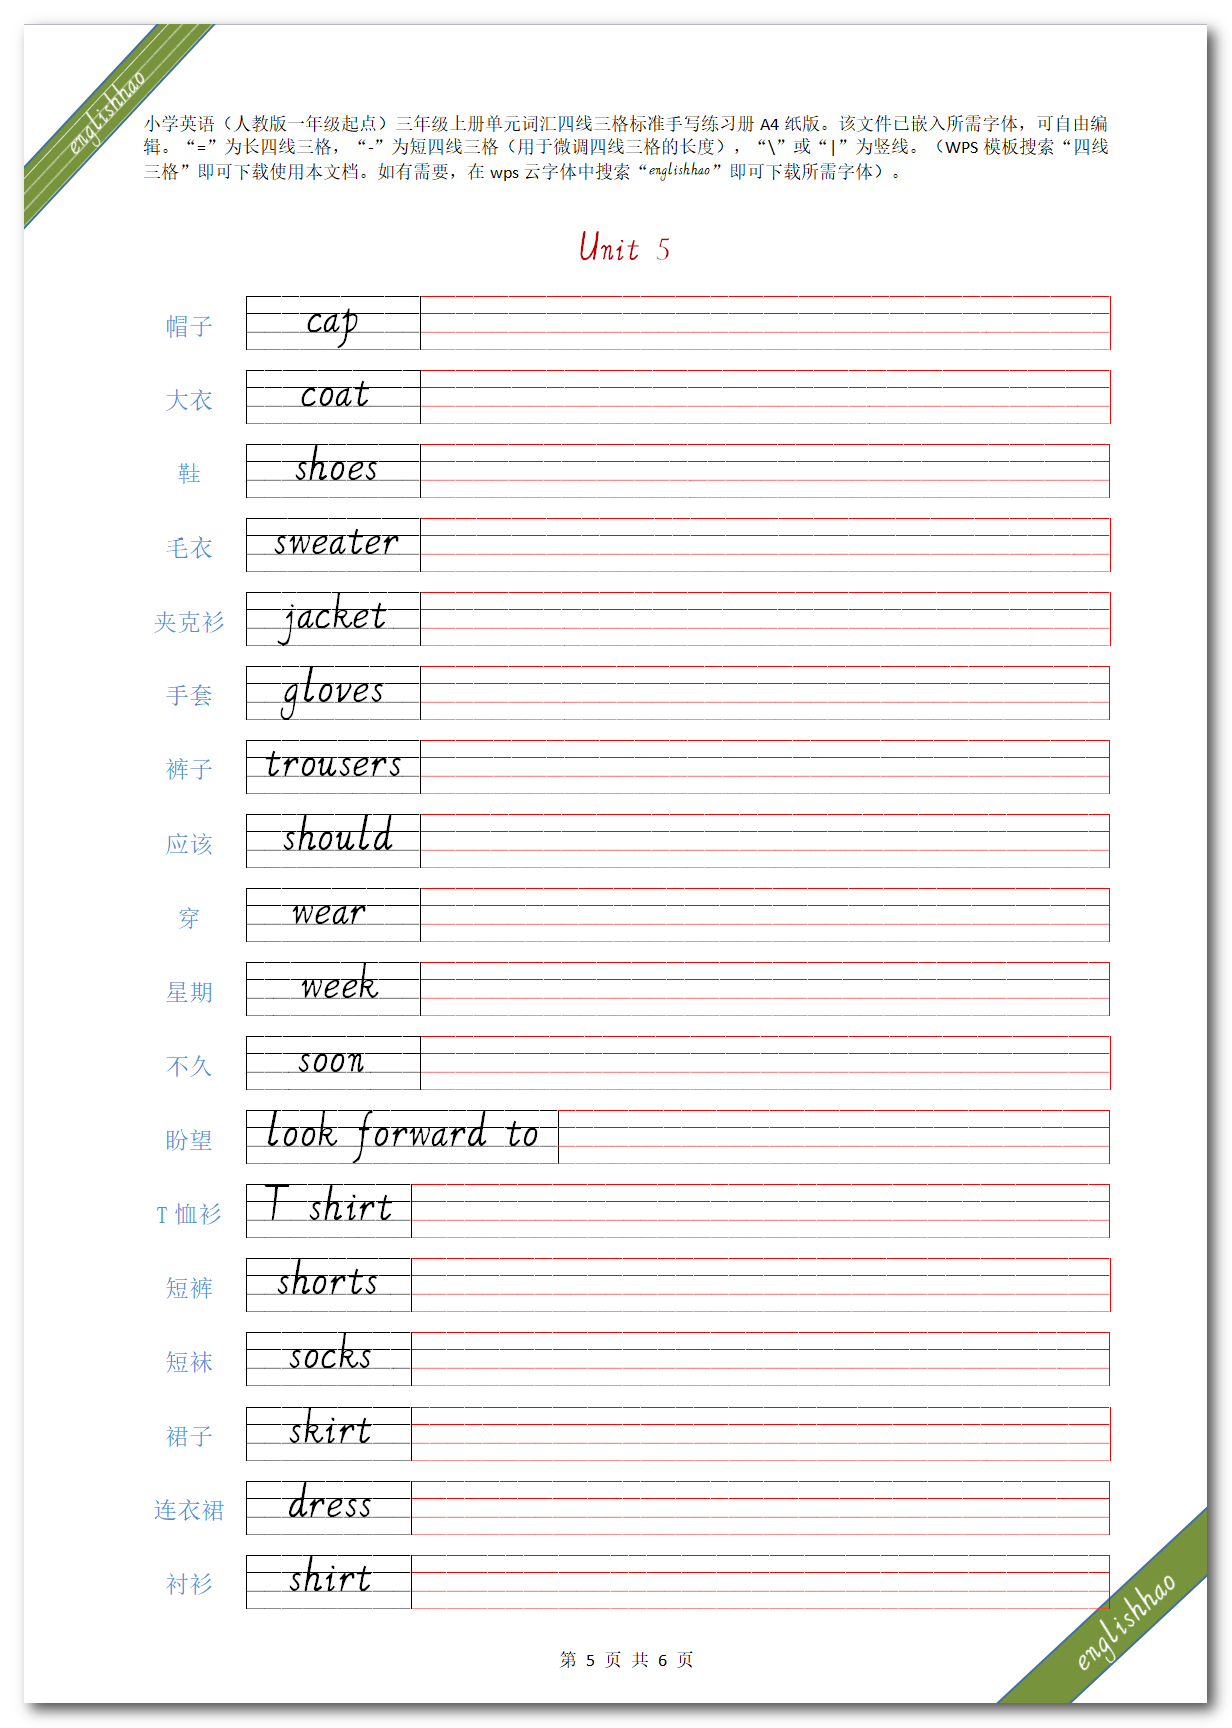 englishhao
小学英语（人教版一年级起点）三年级上册单元词汇四线三格标准手写练习册 A4 纸版。该文件已嵌入所需字体，可自由编
辑。“=”为长四线三格，“-”为短四线三格（用于微调四线三格的长度），“\”或“|”为竖线。（WPS 模板搜索“四线
三格”即可下载使用本文档。如有需要，在 wps 云字体中搜索“englishhao”即可下载所需字体）。
Unit 5
帽子 cap
大衣 coat
鞋 shoes
毛衣 sweater
夹克衫 jacket
手套 gloves
裤子 trousers
应该 should
穿 wear
星期 week
不久 soon
盼望 look forward to
T 恤衫 T shirt
短裤 shorts
短袜 socks
裙子 skirt
连衣裙 dress
衬衫 shirt
englishhao
第 5 页 共 6 页